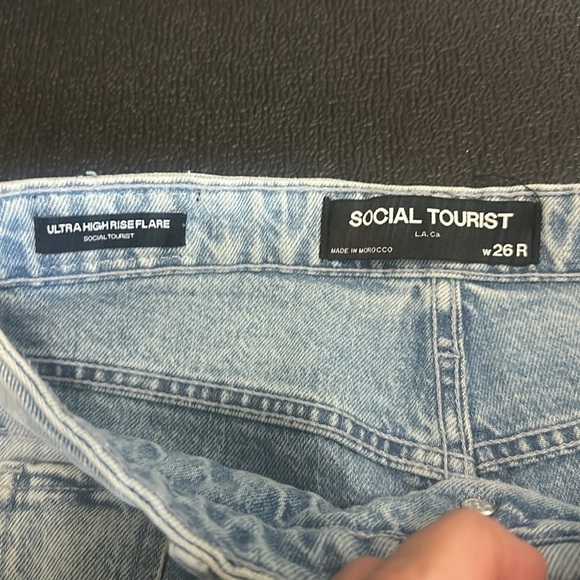 ULTRA HIGH RISE FLARE
SOCIAL TOURIST
SOCIAL TOURIST
L.A. Ca
MADE IN MOROCCO
W26 R